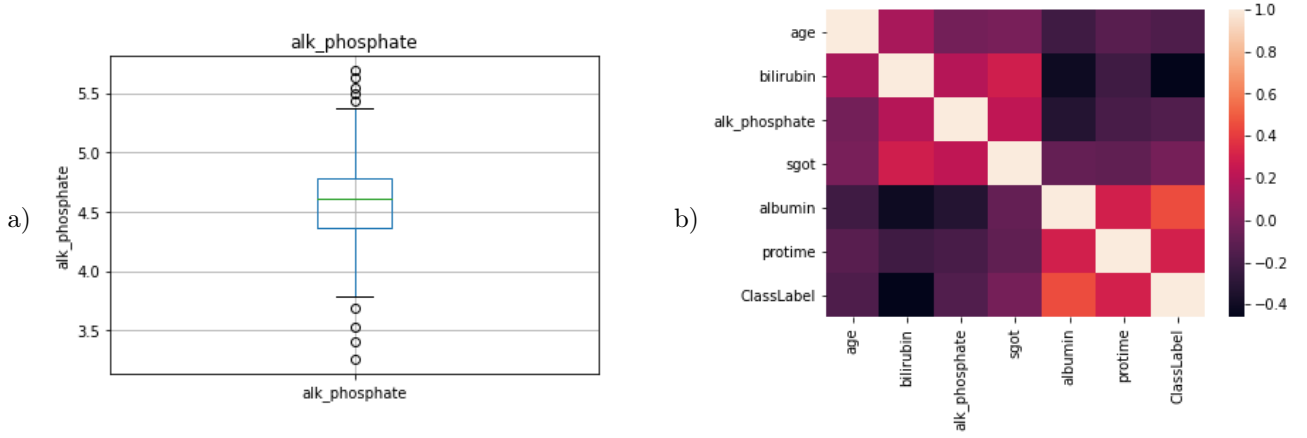 a)
alk_phosphate
alk_phosphate
5.5
5.0
4.5
4.0
3.5
alk_phosphate
b)
age
bilirubin
alk_phosphate
sgot
albumin
protime
ClassLabel
age
bilirubin
alk_phosphate
sgot
albumin
protime
ClassLabel
1.0
0.8
0.6
0.4
0.2
0.0
−0.2
−0.4